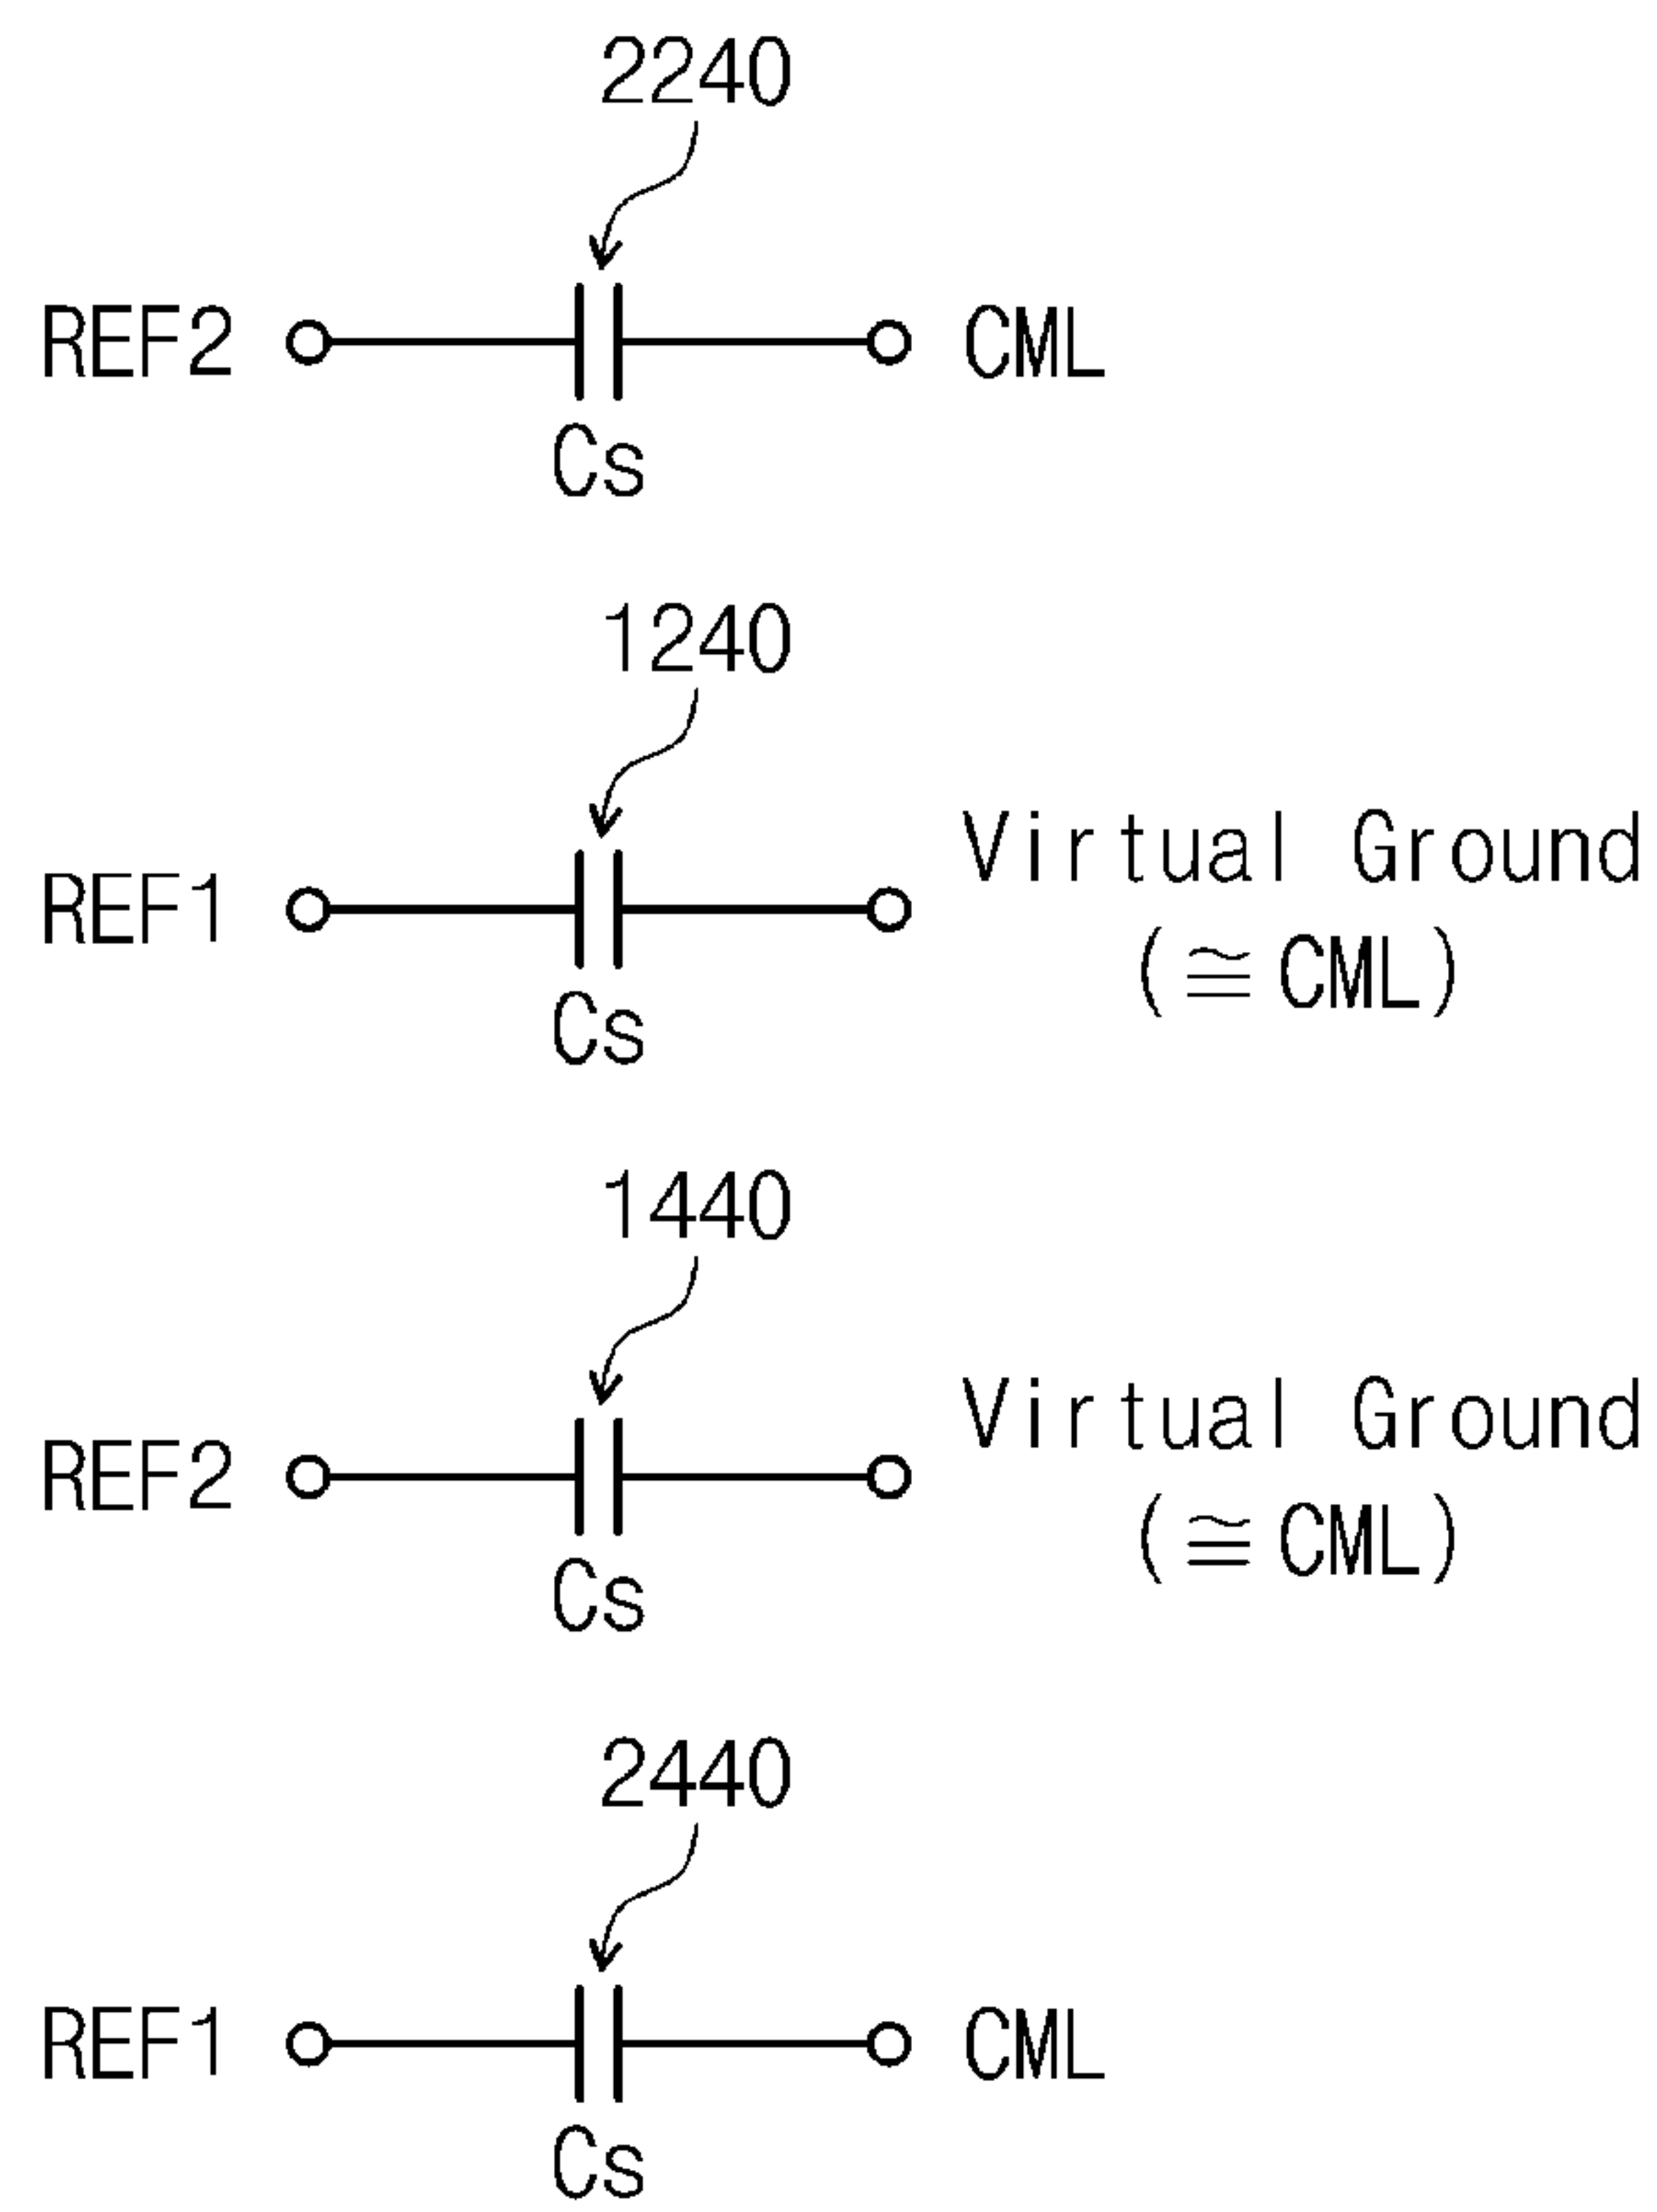 2240
REF2 CML
Cs
1240
REF1 Virtual Ground
(≅CML)
Cs
1440
REF2 Virtual Ground
(≅CML)
Cs
2440
REF1 CML
Cs